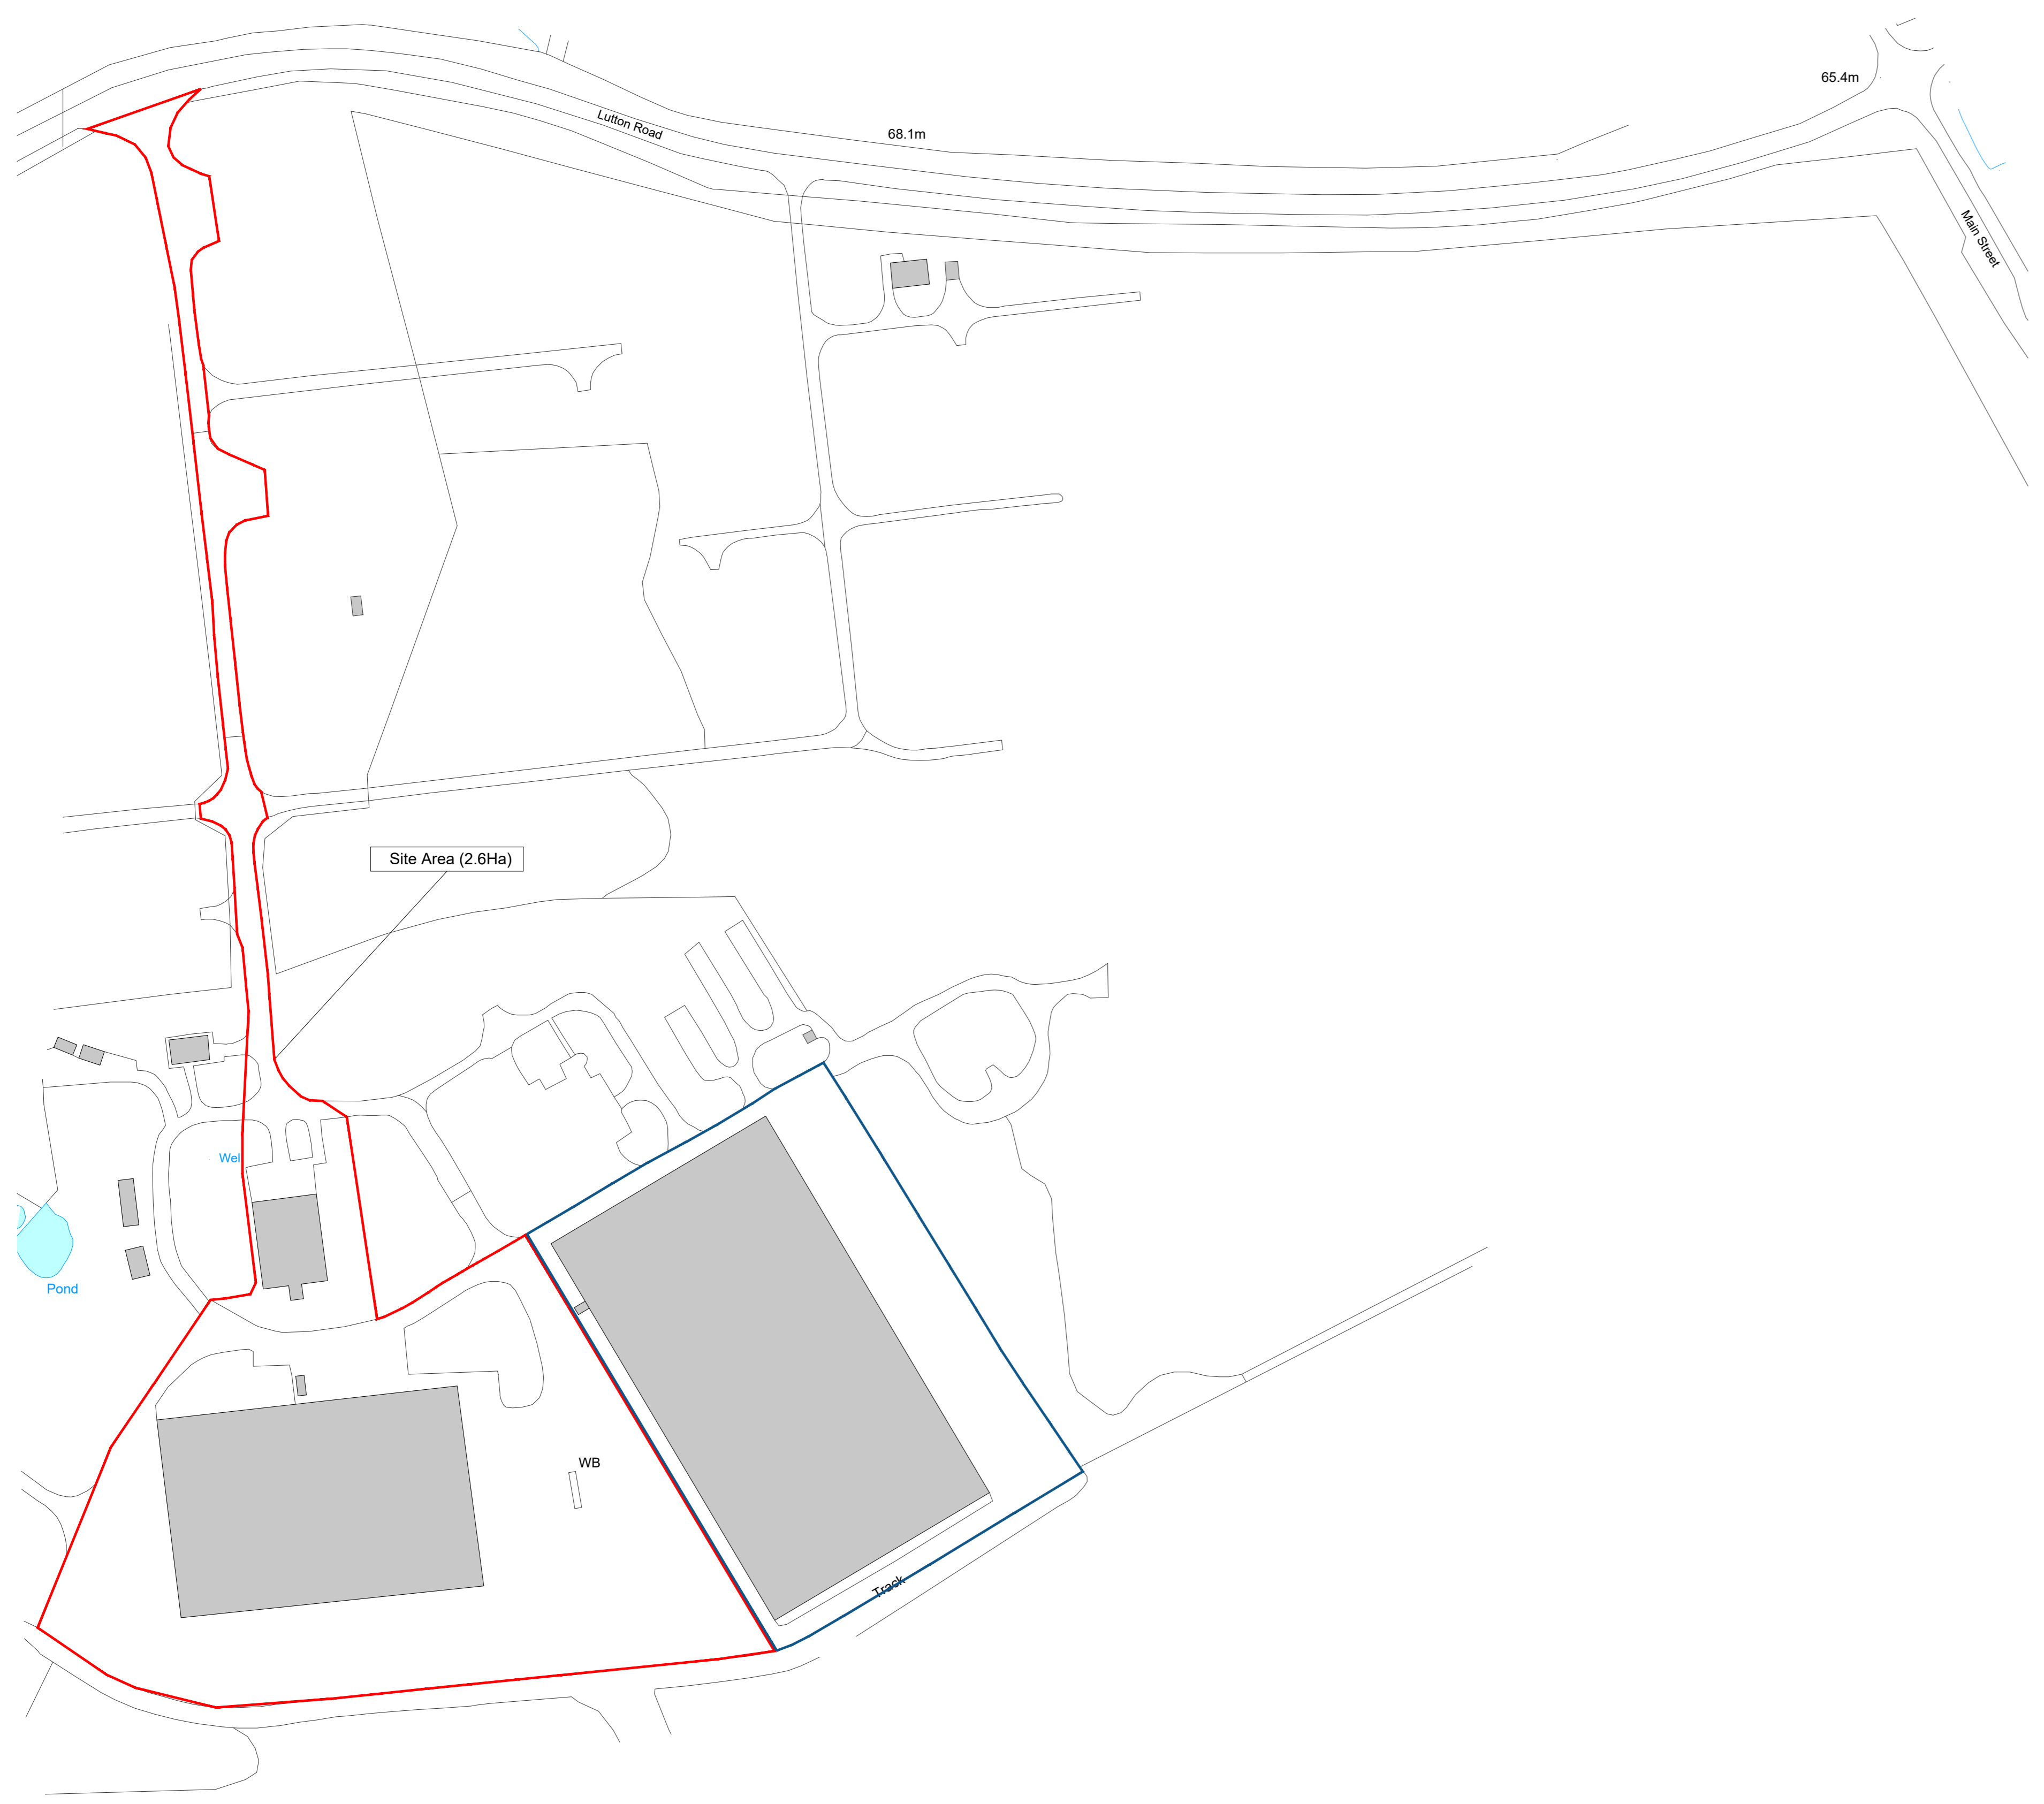 65.4m
Lutton Road
68.1m
Main Street
Site Area (2.6Ha)
Wel
Pond
WB
Track